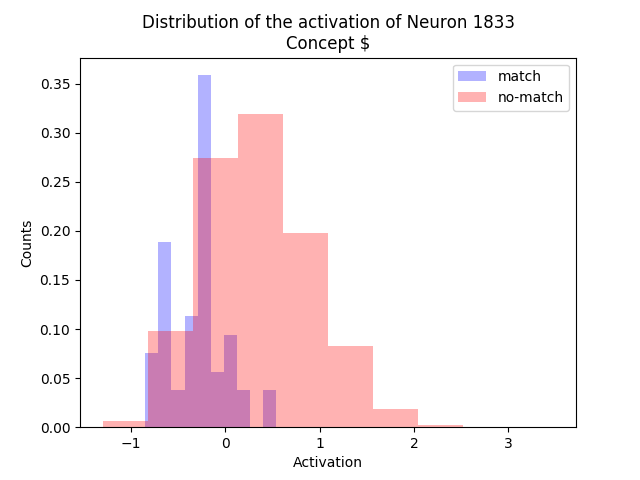 Distribution of the activation of Neuron 1833
Concept $
match
no-match
0.35
0.30
0.25
0.20
0.15
0.10
0.05
0.00
Counts
−1
0
1
2
3
Activation